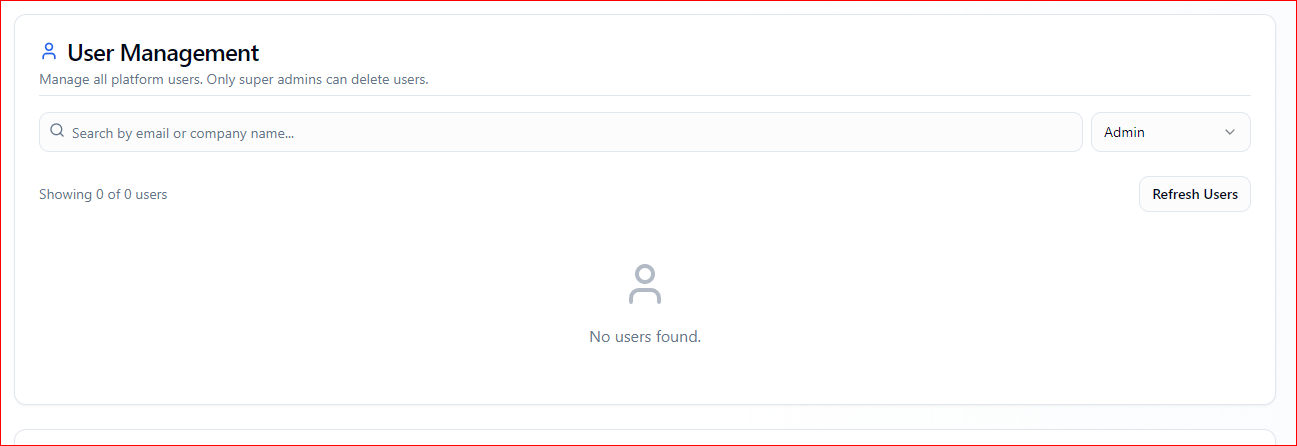 User Management
Manage all platform users. Only super admins can delete users.
Search by email or company name...
Admin
Showing 0 of 0 users
Refresh Users
No users found.